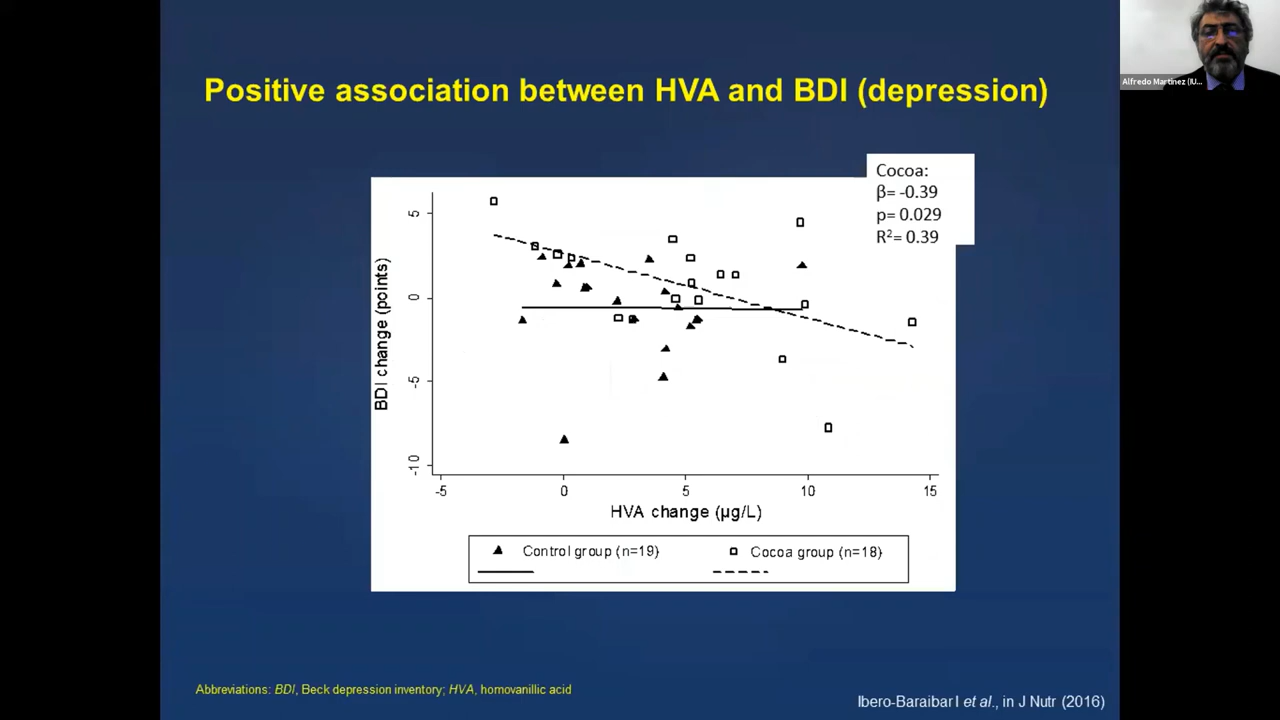 Alfredo Martínez (IU...
Positive association between HVA and BDI (depression)
Cocoa:
β= -0.39
p= 0.029
R²= 0.39
BDI change (points)
5
0
-5
-10
-5 0 5 10 15
HVA change (µg/L)
Control group (n=19) Cocoa group (n=18)
Abbreviations: BDI, Beck depression inventory; HVA, homovanillic acid
Ibero-Baraibar I et al., in J Nutr (2016)